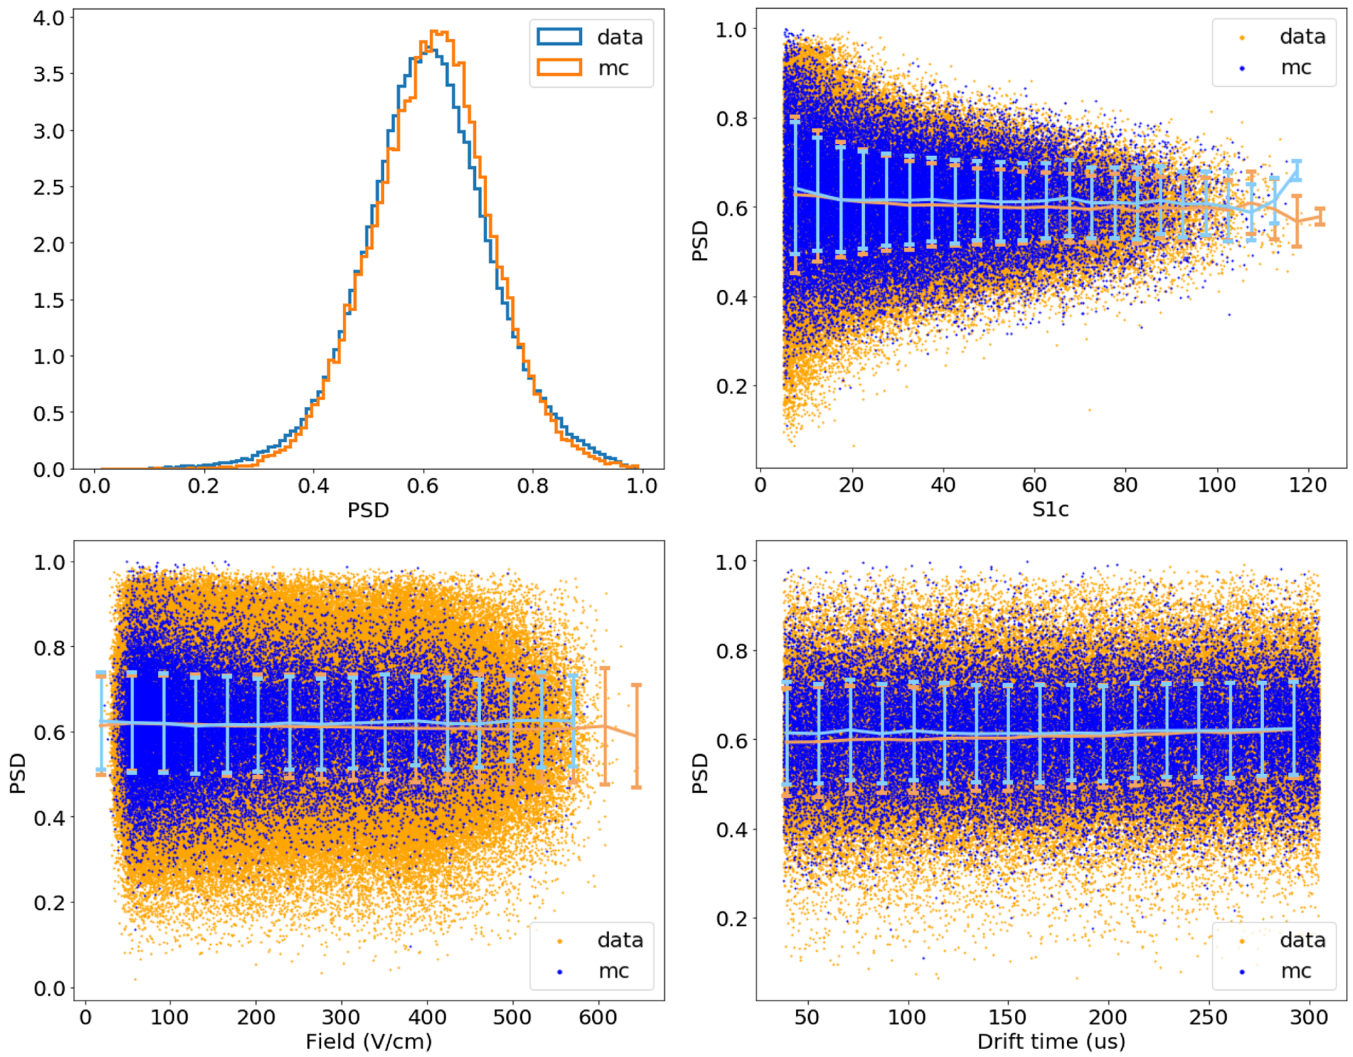 4.0
3.5
3.0
2.5
2.0
1.5
1.0
0.5
0.0
0.0 0.2 0.4 0.6 0.8 1.0
PSD
data
mc
1.0
0.8
0.6
0.4
0.2
PSD
0 20 40 60 80 100 120
S1c
data
mc
1.0
0.8
0.6
0.4
0.2
0.0
PSD
0 100 200 300 400 500 600
Field (V/cm)
data
mc
1.0
0.8
0.6
0.4
0.2
PSD
50 100 150 200 250 300
Drift time (us)
data
mc